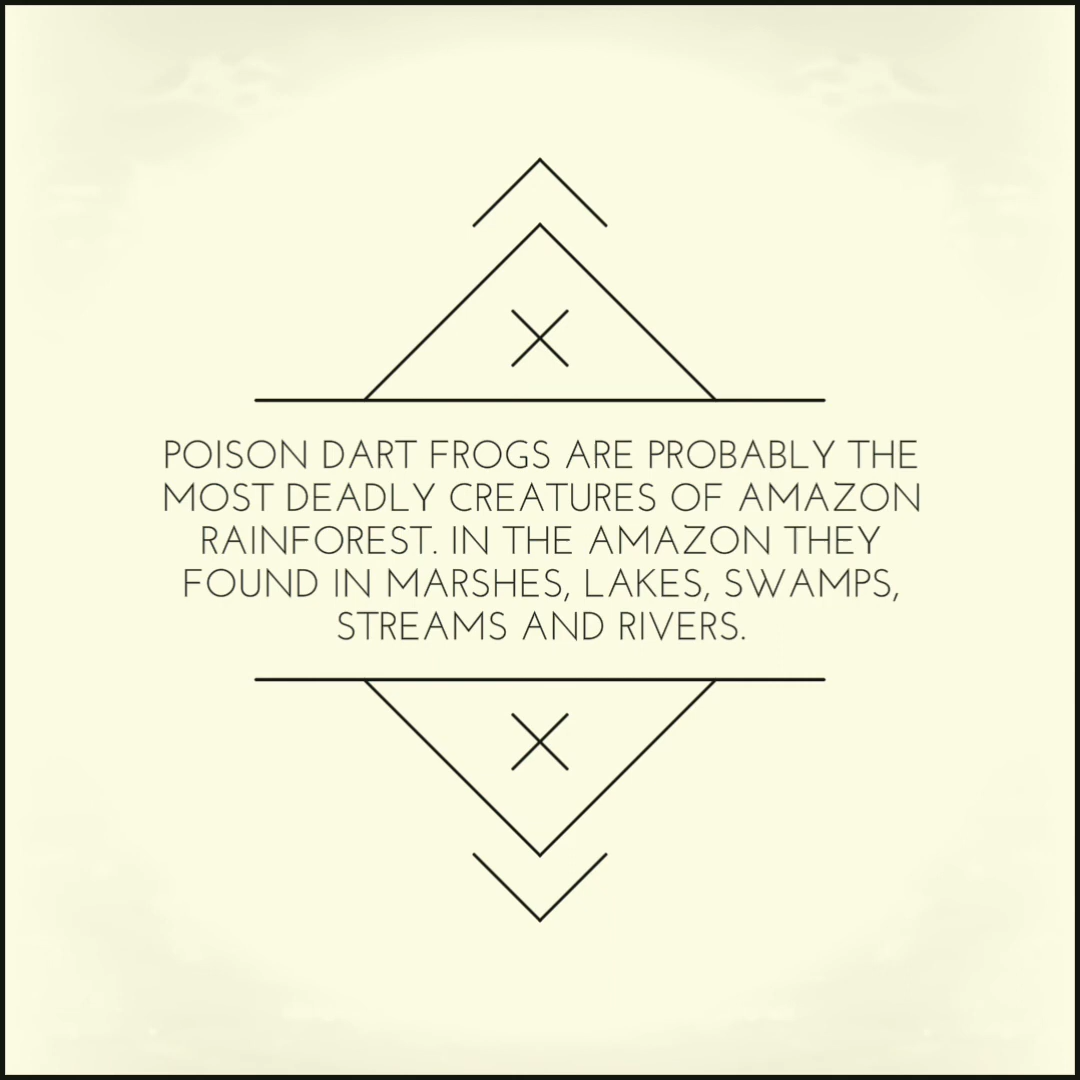 POISON DART FROGS ARE PROBABLY THE
MOST DEADLY CREATURES OF AMAZON
RAINFOREST. IN THE AMAZON THEY
FOUND IN MARSHES, LAKES, SWAMPS,
STREAMS AND RIVERS.